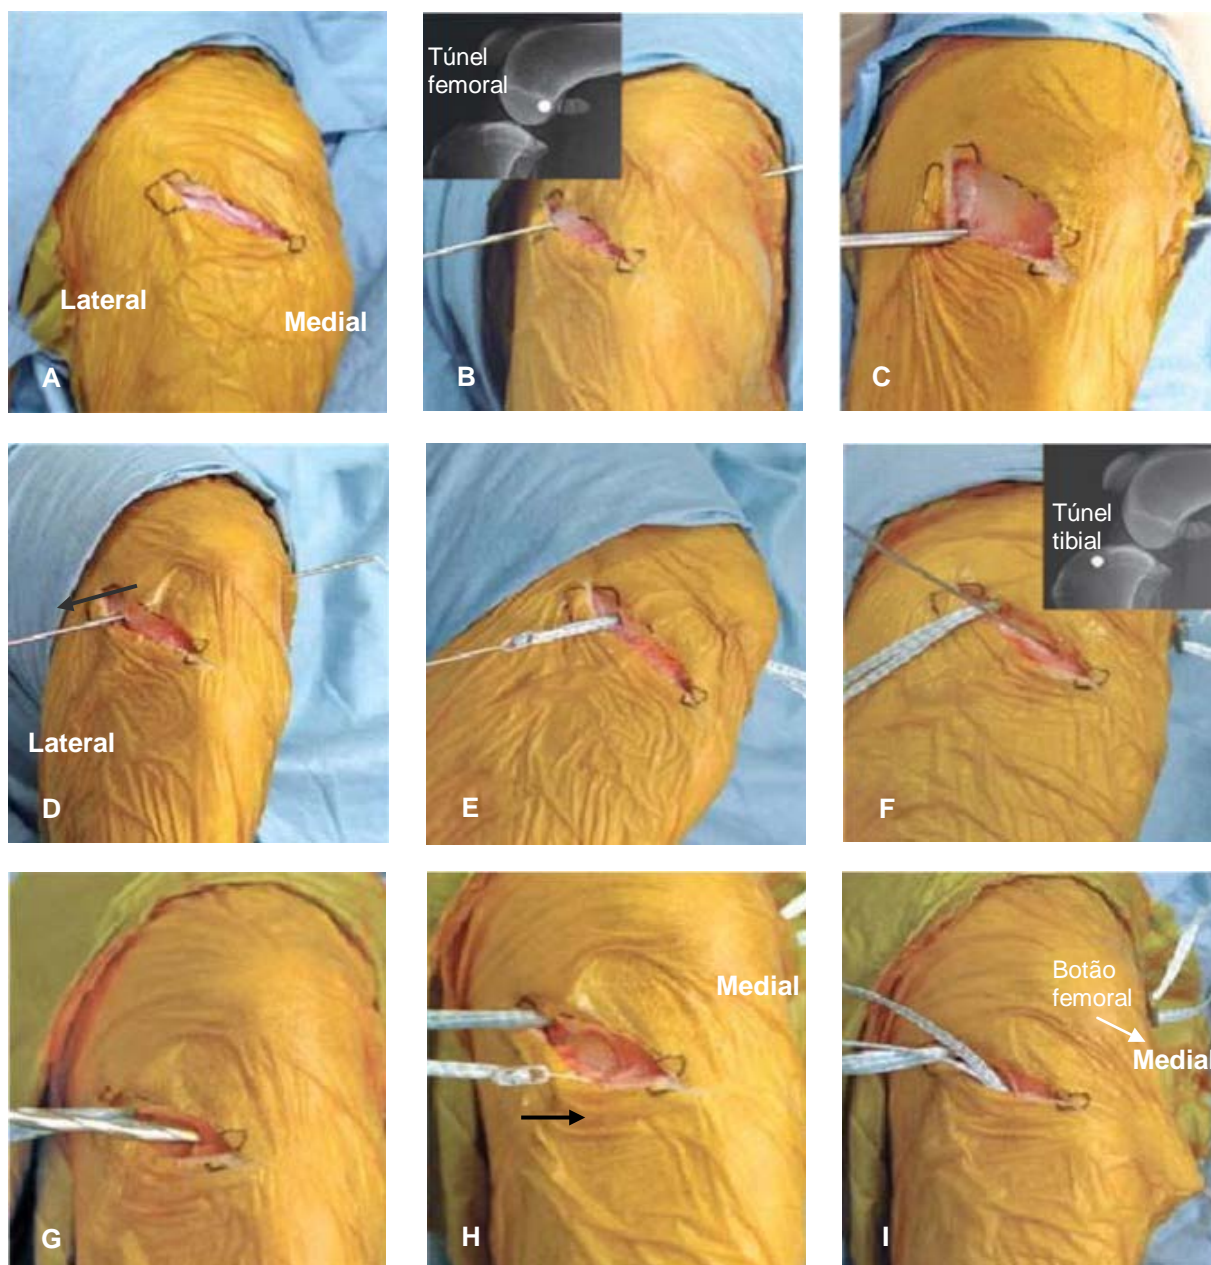 Lateral
Medial
A
Túnel
femoral
B
C
Lateral
D
E
Túnel
tibial
F
G
Medial
H
Botão
femoral
Medial
I